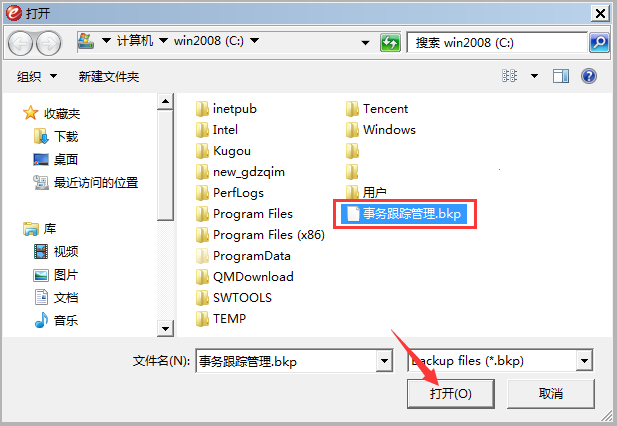 打开
计算机 win2008 (C:) 搜索 win2008 (C:)
组织 新建文件夹
收藏夹
下载
桌面
最近访问的位置
库
视频
图片
文档
音乐
inetpub
Intel
Kugou
new_gdzqim
PerfLogs
Program Files
Program Files (x86)
ProgramData
QMDownload
SWTOOLS
TEMP
Tencent
Windows
用户
事务跟踪管理.bkp
文件名(N): 事务跟踪管理.bkp Backup files (*.bkp)
打开(O) 取消